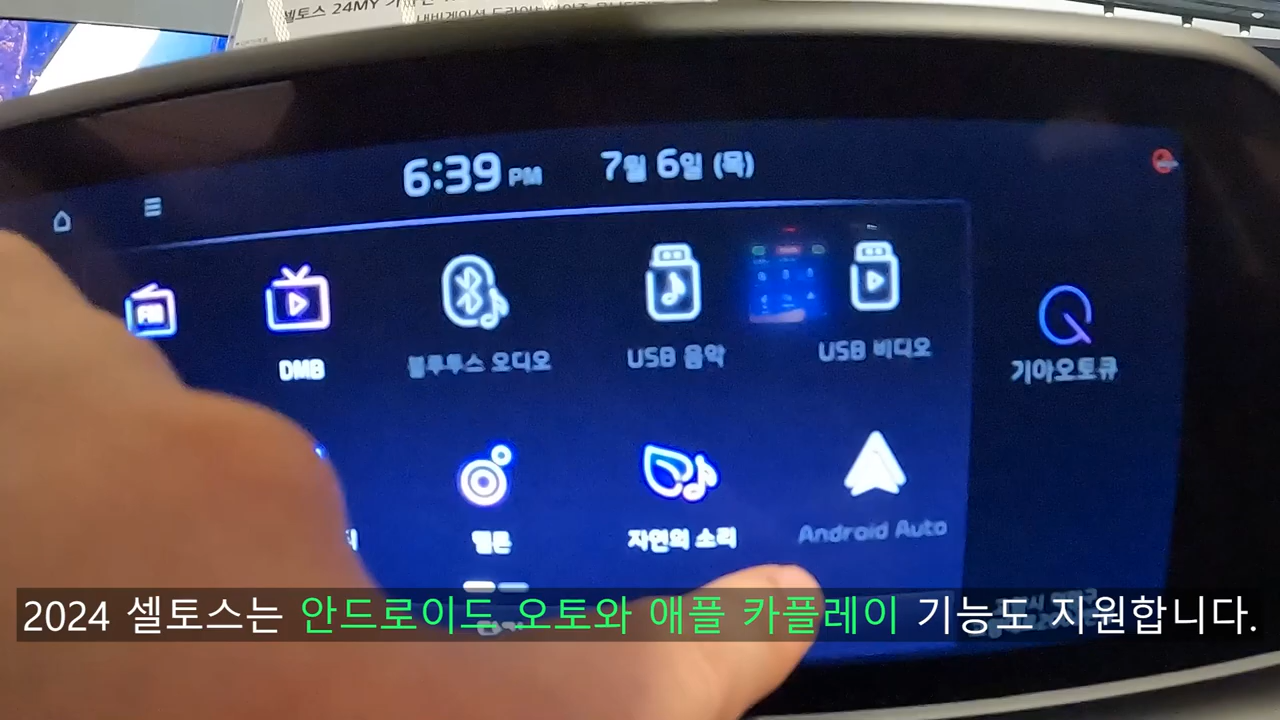 셀토스 24MY
6:39 PM 7월 6일 (목)
FM
DMB
블루투스 오디오
USB 음악
USB 비디오
기아오토큐
멜론
자연의 소리
Android Auto
2024 셀토스는 안드로이드 오토와 애플 카플레이 기능도 지원합니다.